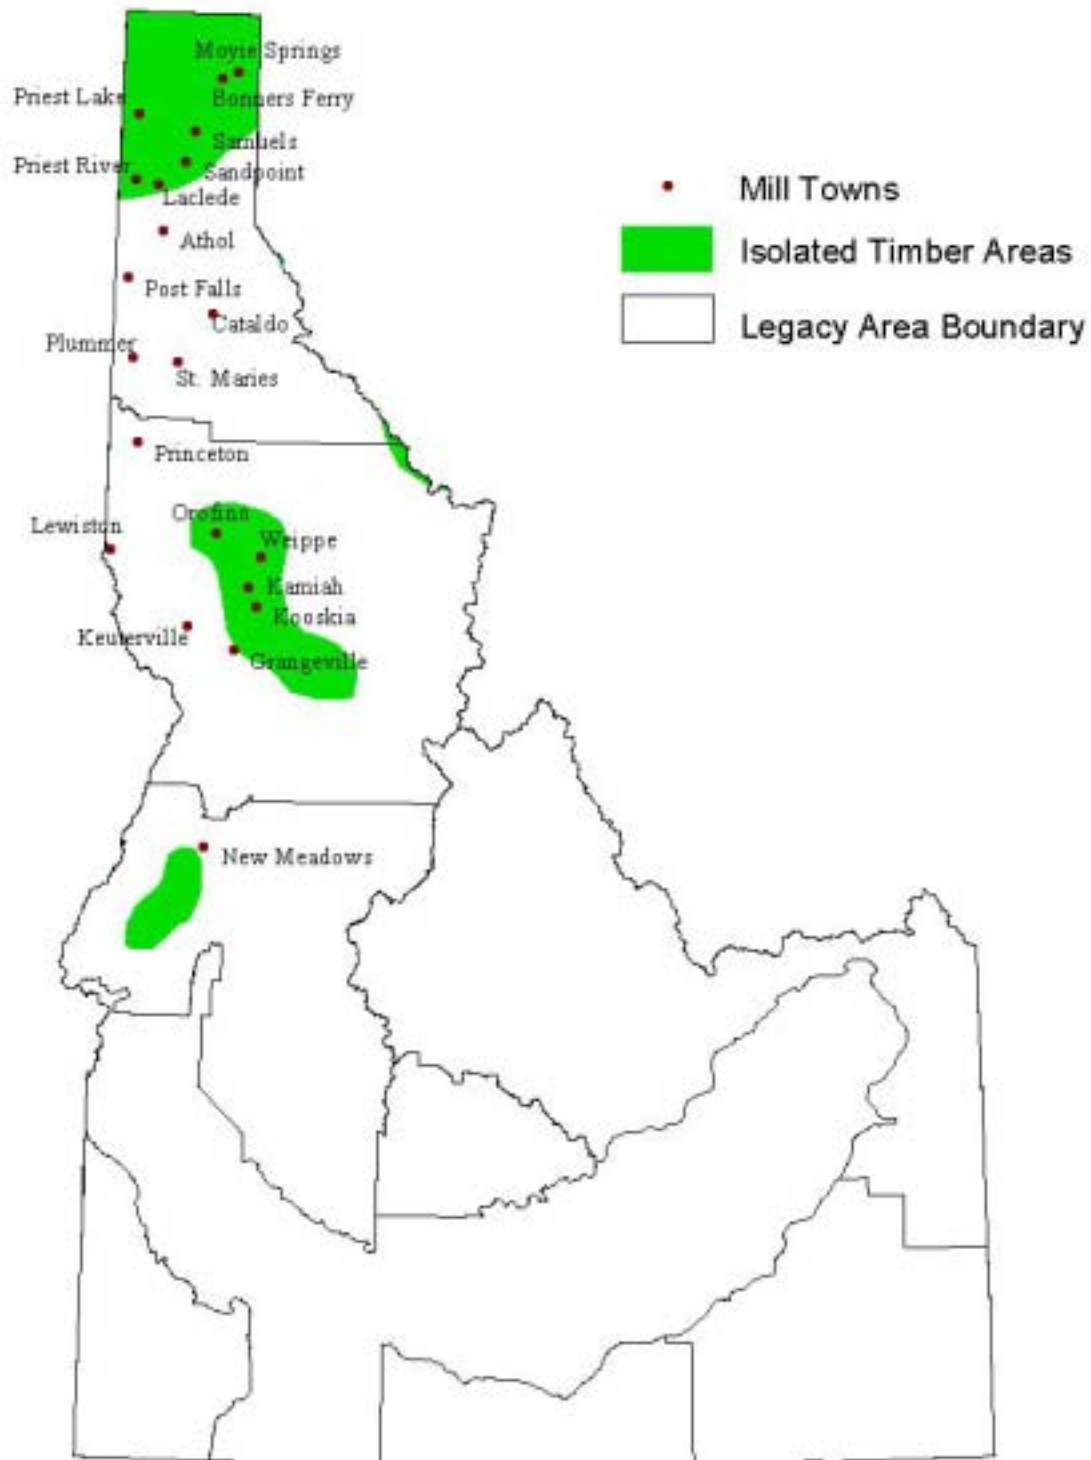 Moyie Springs
Priest Lake
Bonners Ferry
Samuels
Priest River
Sandpoint
Laclede
Athol
Post Falls
Cataldo
Plummer
St. Maries
Princeton
Orofino
Lewiston
Weippe
Kamiah
Kooskia
Keuterville
Grangeville
New Meadows
Mill Towns
Isolated Timber Areas
Legacy Area Boundary